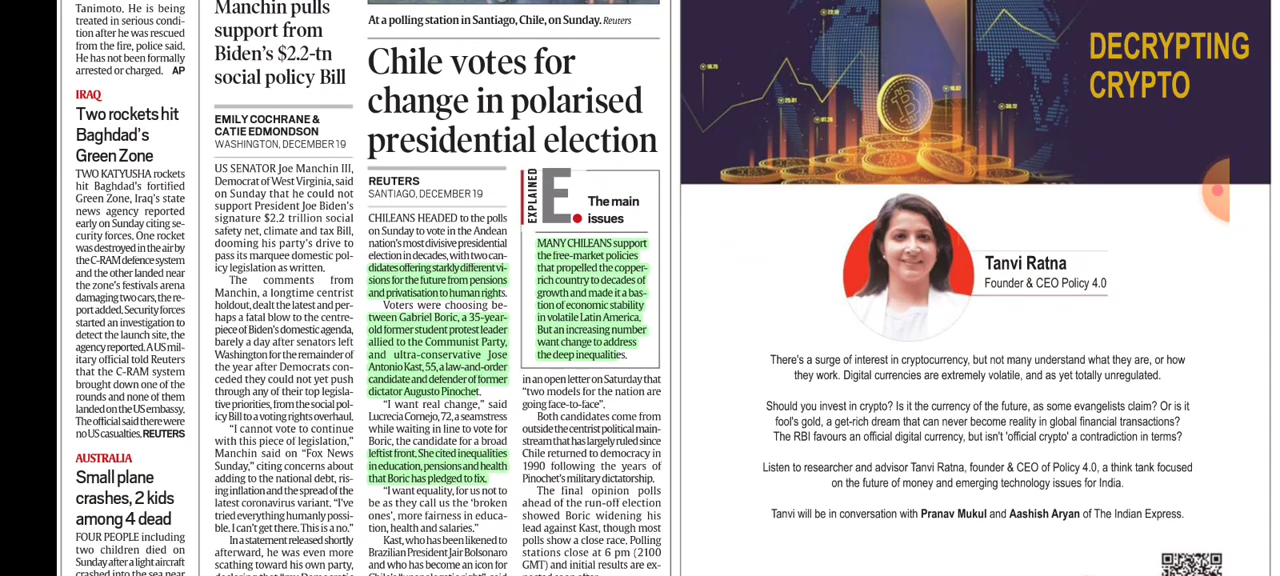 Tanimoto. He is being
treated in serious condi-
tion after he was rescued
from the fire, police said.
He has not been formally
arrested or charged. AP
IRAQ
Two rockets hit
Baghdad's
Green Zone
TWO KATYUSHA rockets
hit Baghdad's fortified
Green Zone, Iraq's state
news agency reported
early on Sunday citing se-
curity forces. One rocket
was destroyed in the air by
the C-RAM defence system
and the other landed near
the zone's festivals arena
damaging two cars, the re-
port added. Security forces
started an investigation to
detect the launch site, the
agency reported. A US mil-
itary official told Reuters
that the C-RAM system
brought down one of the
rounds and none of them
landed on the US embassy.
The official said there were
no US casualties. REUTERS
AUSTRALIA
Small plane
crashes, 2 kids
among 4 dead
FOUR PEOPLE including
two children died on
Sunday after a light aircraft
crashed into the sea near
Manchin pulls
support from
Biden's $2.2-tn
social policy Bill
EMILY COCHRANE &
CATIE EDMONDSON
WASHINGTON, DECEMBER 19
US SENATOR Joe Manchin III,
Democrat of West Virginia, said
on Sunday that he could not
support President Joe Biden's
signature $2.2 trillion social
safety net, climate and tax Bill,
dooming his party's drive to
pass its marquee domestic pol-
icy legislation as written.
The comments from
Manchin, a longtime centrist
holdout, dealt the latest and per-
haps a fatal blow to the centre-
piece of Biden's domestic agenda,
barely a day after senators left
Washington for the remainder of
the year after Democrats con-
ceded they could not yet push
through any of their top legisla-
tive priorities, from the social pol-
icy Bill to a voting rights overhaul.
"I cannot vote to continue
with this piece of legislation,"
Manchin said on "Fox News
Sunday," citing concerns about
adding to the national debt, ris-
ing inflation and the spread of the
latest coronavirus variant. "I've
tried everything humanly possi-
ble. I can't get there. This is a no."
In a statement released shortly
afterward, he was even more
scathing toward his own party,
At a polling station in Santiago, Chile, on Sunday. Reuters
Chile votes for
change in polarised
presidential election
REUTERS
SANTIAGO, DECEMBER 19
CHILEANS HEADED to the polls
on Sunday to vote in the Andean
nation's most divisive presidential
election in decades, with two can-
didates offering starkly different vi-
sions for the future from pensions
and privatisation to human rights.
Voters were choosing be-
tween Gabriel Boric, a 35-year-
old former student protest leader
allied to the Communist Party,
and ultra-conservative Jose
Antonio Kast, 55, a law-and-order
candidate and defender of former
dictator Augusto Pinochet.
"I want real change," said
Lucrecia Cornejo, 72, a seamstress
while waiting in line to vote for
Boric, the candidate for a broad
leftist front. She cited inequalities
in education, pensions and health
that Boric has pledged to fix.
"I want equality, for us not to
be as they call us the 'broken
ones', more fairness in educa-
tion, health and salaries."
Kast, who has been likened to
Brazilian President Jair Bolsonaro
and who has become an icon for
EXPLAINED
E.
The main
issues
MANY CHILEANS support
the free-market policies
that propelled the copper-
rich country to decades of
growth and made it a bas-
tion of economic stability
in volatile Latin America.
But an increasing number
want change to address
the deep inequalities.
in an open letter on Saturday that
"two models for the nation are
going face-to-face".
Both candidates come from
outside the centrist political main-
stream that has largely ruled since
Chile returned to democracy in
1990 following the years of
Pinochet's military dictatorship.
The final opinion polls
ahead of the run-off election
showed Boric widening his
lead against Kast, though most
polls show a close race. Polling
stations close at 6 pm (2100
GMT) and initial results are ex-
DECRYPTING
CRYPTO
Tanvi Ratna
Founder & CEO Policy 4.0
There's a surge of interest in cryptocurrency, but not many understand what they are, or how
they work. Digital currencies are extremely volatile, and as yet totally unregulated.
Should you invest in crypto? Is it the currency of the future, as some evangelists claim? Or is it
fool's gold, a get-rich dream that can never become reality in global financial transactions?
The RBI favours an official digital currency, but isn't 'official crypto' a contradiction in terms?
Listen to researcher and advisor Tanvi Ratna, founder & CEO of Policy 4.0, a think tank focused
on the future of money and emerging technology issues for India.
Tanvi will be in conversation with Pranav Mukul and Aashish Aryan of The Indian Express.